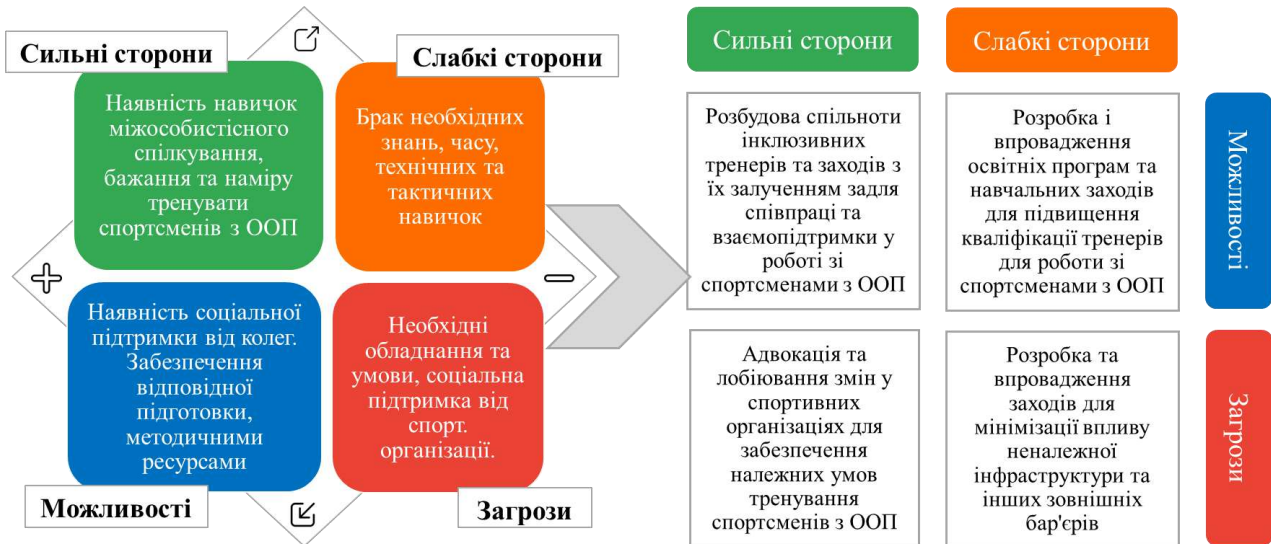 Сильні сторони
Наявність навичок
міжособистісного
спілкування,
бажання та наміру
тренувати
спортсменів з ООП
Слабкі сторони
Брак необхідних
знань, часу,
технічних та
тактичних
навичок
Наявність соціальної
підтримки від колег.
Забезпечення
відповідної
підготовки,
методичними
ресурсами
Можливості
Необхідні
обладнання та
умови, соціальна
підтримка від
спорт.
організації.
Загрози
Сильні сторони
Слабкі сторони
Розбудова спільноти
інклюзивних
тренерів та заходів з
їх залученням задля
співпраці та
взаємопідтримки у
роботі зі
спортсменами з ООП
Розробка і
впровадження
освітніх програм та
навчальних заходів
для підвищення
кваліфікації тренерів
для роботи зі
спортсменами з ООП
Можливості
Адвокація та
лобіювання змін у
спортивних
організаціях для
забезпечення
належних умов
тренування
спортсменів з ООП
Розробка та
впровадження
заходів для
мінімізації впливу
неналежної
інфраструктури та
інших зовнішніх
бар'єрів
Загрози